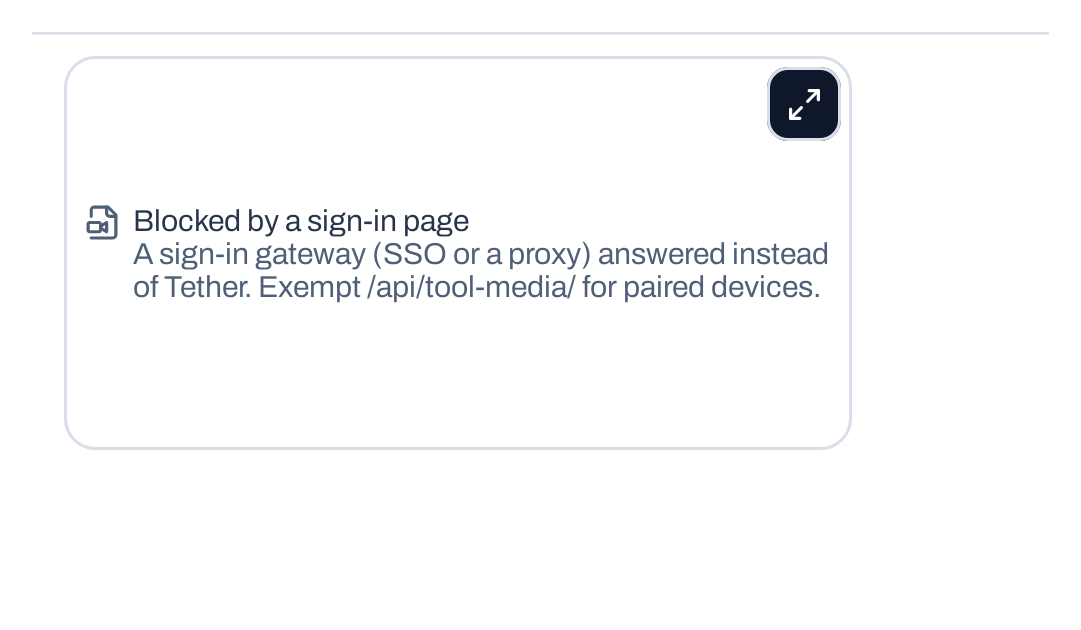 Blocked by a sign-in page
A sign-in gateway (SSO or a proxy) answered instead
of Tether. Exempt /api/tool-media/ for paired devices.